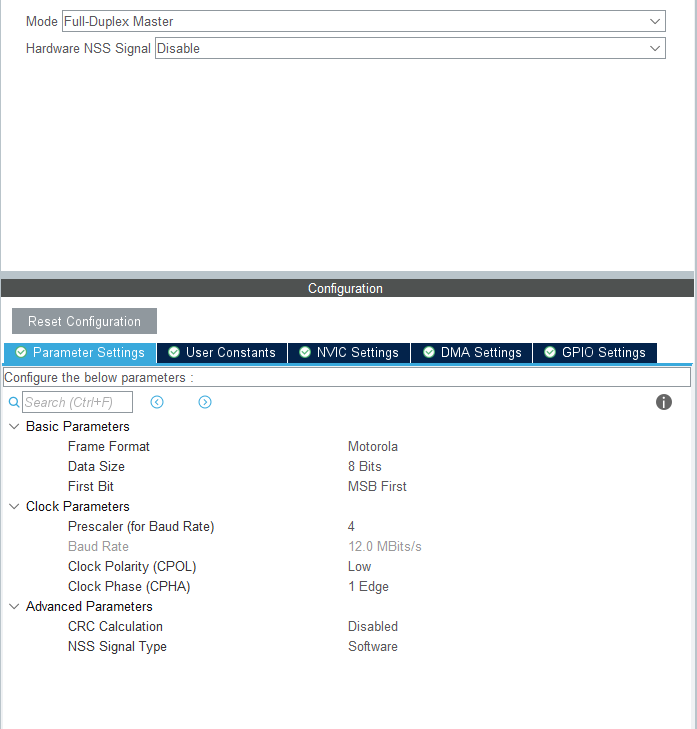 Mode Full-Duplex Master
Hardware NSS Signal Disable
Configuration
Reset Configuration
Parameter Settings User Constants NVIC Settings DMA Settings GPIO Settings
Configure the below parameters :
Search (Ctrl+F)
Basic Parameters
Frame Format Motorola
Data Size 8 Bits
First Bit MSB First
Clock Parameters
Prescaler (for Baud Rate) 4
Baud Rate 12.0 MBits/s
Clock Polarity (CPOL) Low
Clock Phase (CPHA) 1 Edge
Advanced Parameters
CRC Calculation Disabled
NSS Signal Type Software